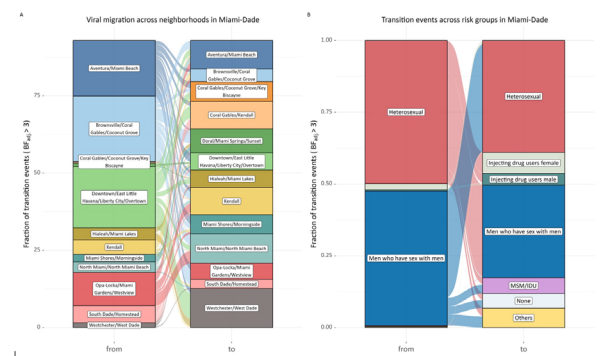 A
Viral migration across neighborhoods in Miami-Dade
Fraction of transition events ( BFadj > 3)
75
50
25
0
Aventura/Miami Beach
Brownsville/Coral
Gables/Coconut Grove
Coral Gables/Coconut Grove/Key
Biscayne
Downtown/East Little
Havana/Liberty City/Overtown
Hialeah/Miami Lakes
Kendall
Miami Shores/Morningside
North Miami/North Miami Beach
Opa-Locka/Miami
Gardens/Westview
South Dade/Homestead
Westchester/West Dade
Aventura/Miami Beach
Brownsville/Coral
Gables/Coconut Grove
Coral Gables/Coconut Grove/Key
Biscayne
Coral Gables/Kendall
Doral/Miami Springs/Sunset
Downtown/East Little
Havana/Liberty City/Overtown
Hialeah/Miami Lakes
Kendall
Miami Shores/Morningside
North Miami/North Miami Beach
Opa-Locka/Miami
Gardens/Westview
South Dade/Homestead
Westchester/West Dade
from
to
B
Transition events across risk groups in Miami-Dade
Fraction of transition events ( BFadj > 3)
1.00
0.75
0.50
0.25
0.00
Heterosexual
Men who have sex with men
Heterosexual
Injecting drug users female
Injecting drug users male
Men who have sex with men
MSM/IDU
None
Others
from
to